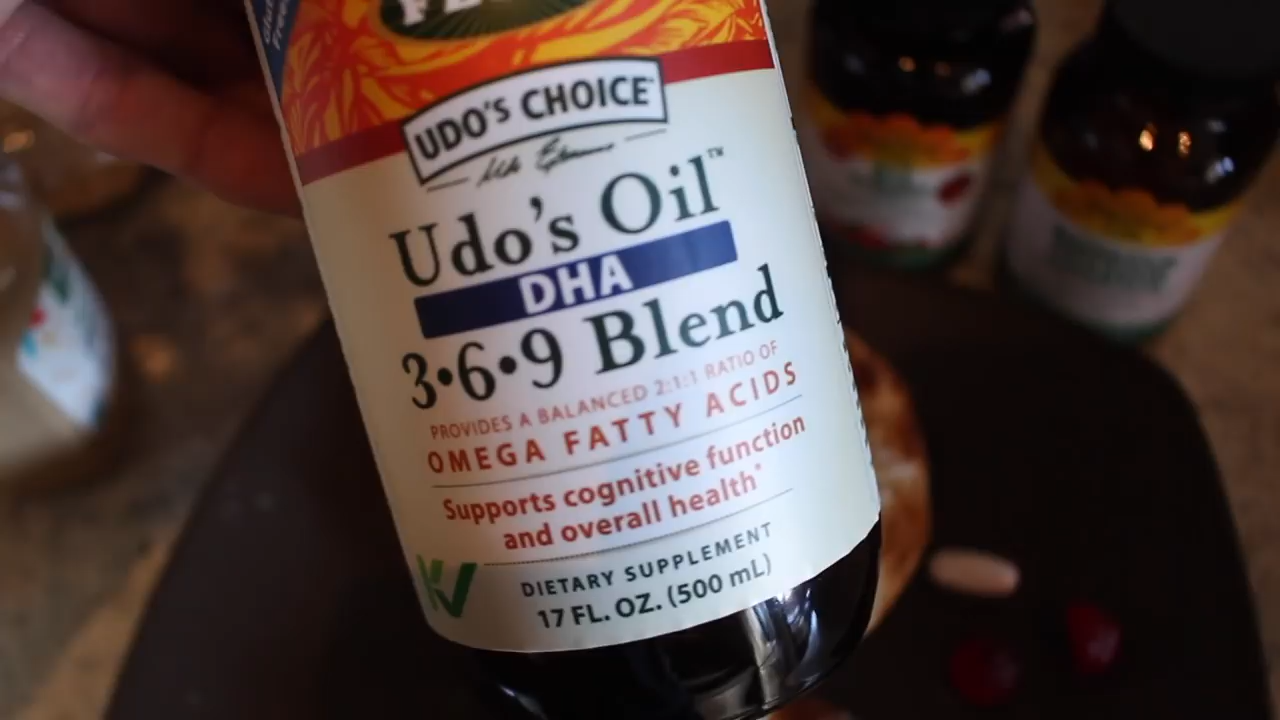 UDO'S CHOICE
Udo's Oil™
DHA
3•6•9 Blend
PROVIDES A BALANCED 2:1:1 RATIO OF
OMEGA FATTY ACIDS
Supports cognitive function
and overall health*
DIETARY SUPPLEMENT
17 FL. OZ. (500 mL)